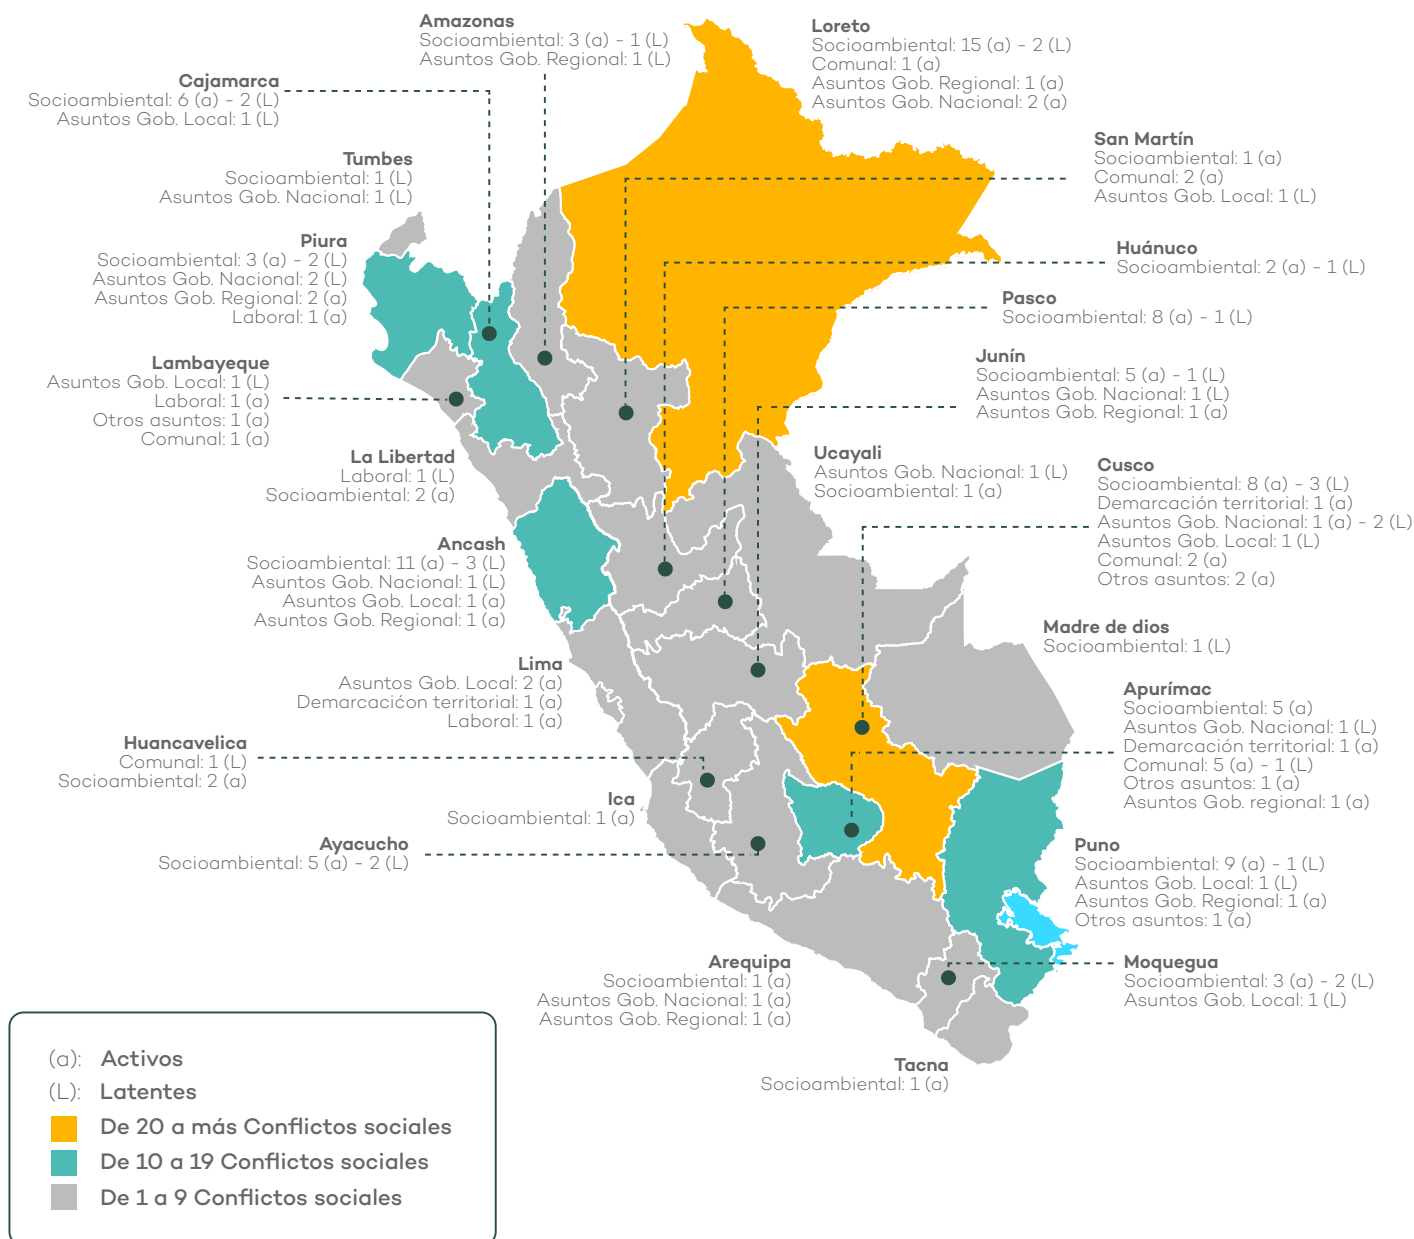 Amazonas
Socioambiental: 3 (a) - 1 (L)
Asuntos Gob. Regional: 1 (L)
Loreto
Socioambiental: 15 (a) - 2 (L)
Comunal: 1 (a)
Asuntos Gob. Regional: 1 (a)
Asuntos Gob. Nacional: 2 (a)
Cajamarca
Socioambiental: 6 (a) - 2 (L)
Asuntos Gob. Local: 1 (L)
San Martín
Socioambiental: 1 (a)
Comunal: 2 (a)
Asuntos Gob. Local: 1 (L)
Tumbes
Socioambiental: 1 (L)
Asuntos Gob. Nacional: 1 (L)
Piura
Socioambiental: 3 (a) - 2 (L)
Asuntos Gob. Nacional: 2 (L)
Asuntos Gob. Regional: 2 (a)
Laboral: 1 (a)
Huánuco
Socioambiental: 2 (a) - 1 (L)
Pasco
Socioambiental: 8 (a) - 1 (L)
Lambayeque
Asuntos Gob. Local: 1 (L)
Laboral: 1 (a)
Otros asuntos: 1 (a)
Comunal: 1 (a)
Junín
Socioambiental: 5 (a) - 1 (L)
Asuntos Gob. Nacional: 1 (L)
Asuntos Gob. Regional: 1 (a)
La Libertad
Laboral: 1 (L)
Socioambiental: 2 (a)
Ucayali
Asuntos Gob. Nacional: 1 (L)
Socioambiental: 1 (a)
Cusco
Socioambiental: 8 (a) - 3 (L)
Demarcación territorial: 1 (a)
Asuntos Gob. Nacional: 1 (a) - 2 (L)
Asuntos Gob. Local: 1 (L)
Comunal: 2 (a)
Otros asuntos: 2 (a)
Ancash
Socioambiental: 11 (a) - 3 (L)
Asuntos Gob. Nacional: 1 (L)
Asuntos Gob. Local: 1 (a)
Asuntos Gob. Regional: 1 (a)
Madre de dios
Socioambiental: 1 (L)
Lima
Asuntos Gob. Local: 2 (a)
Demarcacićon territorial: 1 (a)
Laboral: 1 (a)
Apurímac
Socioambiental: 5 (a)
Asuntos Gob. Nacional: 1 (L)
Demarcación territorial: 1 (a)
Comunal: 5 (a) - 1 (L)
Otros asuntos: 1 (a)
Asuntos Gob. regional: 1 (a)
Huancavelica
Comunal: 1 (L)
Socioambiental: 2 (a)
Ica
Socioambiental: 1 (a)
Ayacucho
Socioambiental: 5 (a) - 2 (L)
Puno
Socioambiental: 9 (a) - 1 (L)
Asuntos Gob. Local: 1 (L)
Asuntos Gob. Regional: 1 (a)
Otros asuntos: 1 (a)
Arequipa
Socioambiental: 1 (a)
Asuntos Gob. Nacional: 1 (a)
Asuntos Gob. Regional: 1 (a)
Moquegua
Socioambiental: 3 (a) - 2 (L)
Asuntos Gob. Local: 1 (L)
Tacna
Socioambiental: 1 (a)
(a): Activos
(L): Latentes
De 20 a más Conflictos sociales
De 10 a 19 Conflictos sociales
De 1 a 9 Conflictos sociales